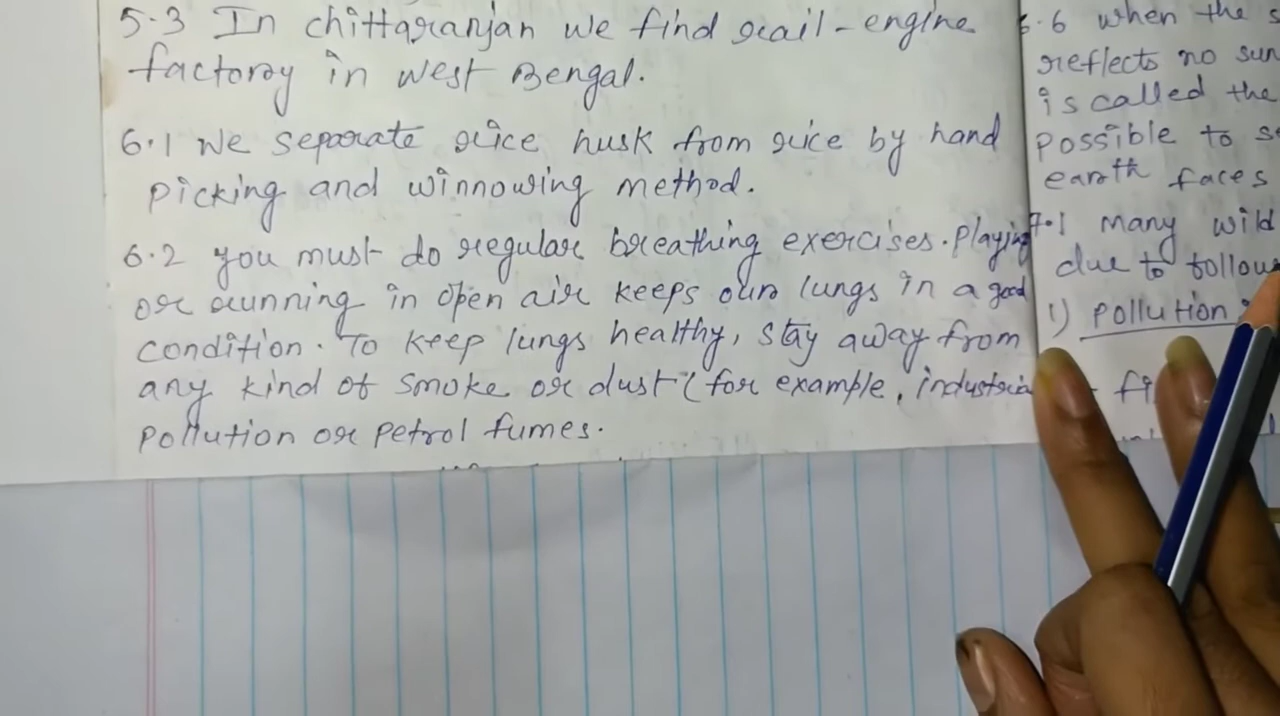 5.3 In chittaranjan we find rail-engine
factory in West Bengal.
6.1 We separate rice husk from rice by hand
picking and winnowing method.
6.2 you must do regular breathing exercises. Playing
or running in open air keeps our lungs in a good
condition. To keep lungs healthy, stay away from
any kind of smoke or dust (for example, industria
pollution or petrol fumes.
.6 when the s
reflects no sun
is called the
possible to s
earth faces
7.1 Many wild
due to follow
1) pollution